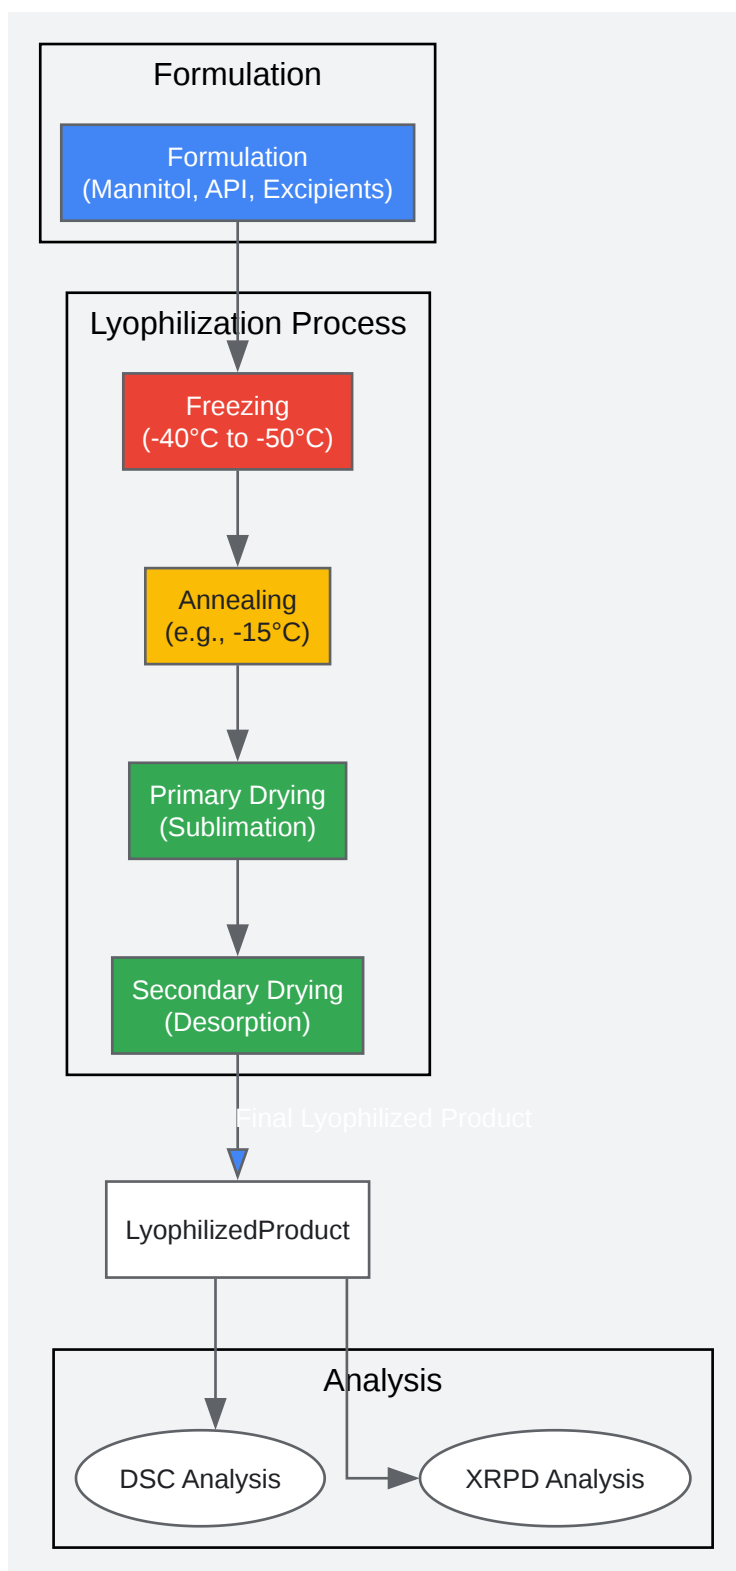 Formulation
Formulation
(Mannitol, API, Excipients)
Lyophilization Process
Freezing
(-40°C to -50°C)
Annealing
(e.g., -15°C)
Primary Drying
(Sublimation)
Secondary Drying
(Desorption)
Final Lyophilized Product
LyophilizedProduct
Analysis
DSC Analysis
XRPD Analysis